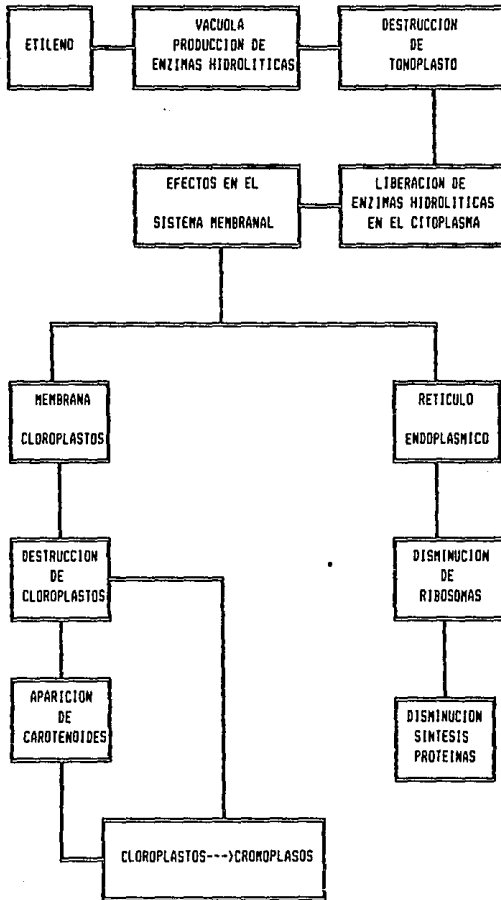 ETILENO
VACUOLA
PRODUCCION DE
ENZIMAS HIDROLITICAS
DESTRUCCION
DE
TONOPLASTO
EFECTOS EN EL
SISTEMA MEMBRANAL
LIBERACION DE
ENZIMAS HIDROLITICAS
EN EL CITOPLASMA
MEMBRANA
CLOROPLASTOS
RETICULO
ENDOPLASMICO
DESTRUCCION
DE
CLOROPLASTOS
DISMINUCION
DE
RIBOSOMAS
APARICION
DE
CAROTENOIDES
DISMINUCION
SINTESIS
PROTEINAS
CLOROPLASTOS--->CROMOPLASOS